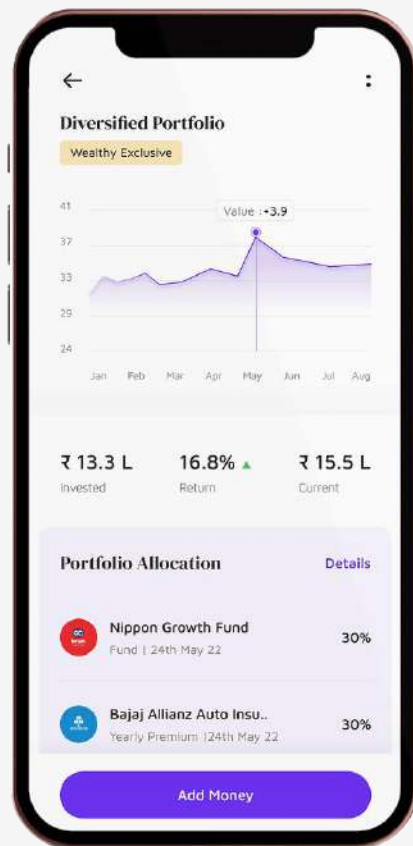 Diversified Portfolio
Wealthy Exclusive
41
Value :+3.9
37
33
29
24
Jan Feb Mar Apr May Jun Jul Aug
₹ 13.3 L 16.8% ▲ ₹ 15.5 L
Invested Return Current
Portfolio Allocation Details
Nippon Growth Fund
Fund | 24th May 22
30%
Bajaj Allianz Auto Insu..
Yearly Premium |24th May 22
30%
Add Money